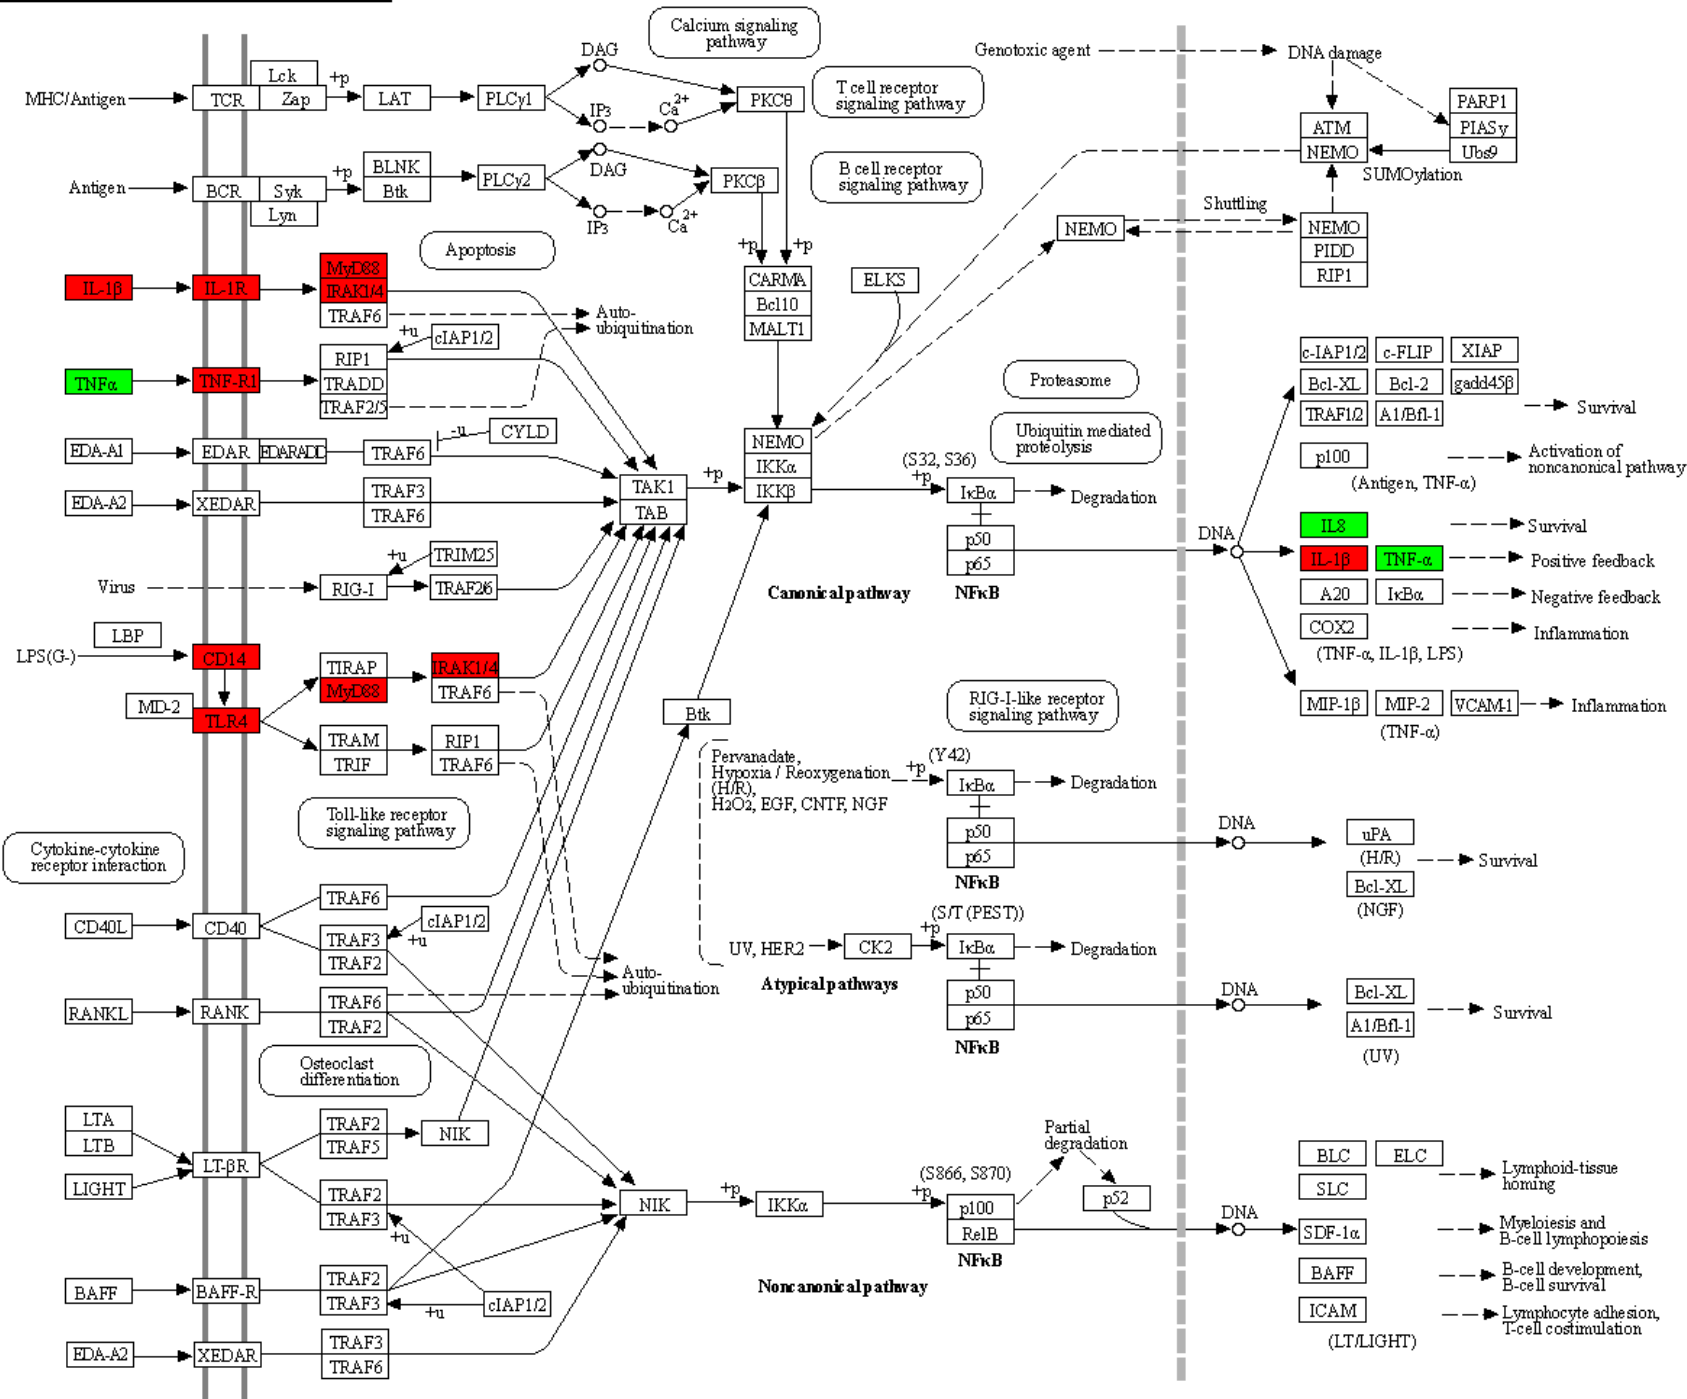 Calcium signaling
pathway
T cell receptor
signaling pathway
B cell receptor
signaling pathway
MHC/Antigen
TCR
Lck
Zap
+p
LAT
PLCγ1
DAG
IP3
Ca2+
PKCθ
Antigen
BCR
Syk
Lyn
+p
BLNK
Btk
PLCγ2
DAG
IP3
Ca2+
PKCβ
+p
+p
CARMA
Bcl10
MALT1
ELKS
Genotoxic agent
DNA damage
ATM
NEMO
PARP1
PIASy
Ubs9
SUMOylation
Shuttling
NEMO
NEMO
PIDD
RIP1
Apoptosis
IL-1β
IL-1R
MyD88
IRAK1/4
TRAF6
Auto-
ubiquitination
TNFα
TNF-R1
RIP1
TRADD
TRAF2/5
+u
cIAP1/2
EDA-A1
EDAR
EDARADD
TRAF6
-u
CYLD
EDA-A2
XEDAR
TRAF3
TRAF6
TAK1
TAB
+p
NEMO
IKKα
IKKβ
Proteasome
Ubiquitin mediated
proteolysis
(S32, S36)
+p
IκBα
Degradation
p50
p65
NFκB
Canonical pathway
Virus
RIG-I
+u
TRIM25
TRAF2/6
DNA
c-IAP1/2
c-FLIP
XIAP
Bcl-XL
Bcl-2
gadd45β
TRAF1/2
A1/Bfl-1
Survival
p100
Activation of
noncanonical pathway
(Antigen, TNF-α)
IL8
Survival
IL-1β
TNF-α
Positive feedback
A20
IκBα
Negative feedback
COX2
Inflammation
(TNF-α, IL-1β, LPS)
MIP-1β
MIP-2
VCAM-1
Inflammation
(TNF-α)
LPS(G-)
LBP
CD14
MD-2
TLR4
TIRAP
MyD88
IRAK1/4
TRAF6
TRAM
TRIF
RIP1
TRAF6
Toll-like receptor
signaling pathway
Cytokine-cytokine
receptor interaction
Btk
RIG-I-like receptor
signaling pathway
Pervanadate,
Hypoxia / Reoxygenation
(H/R),
H2O2, EGF, CNTF, NGF
+p
(Y42)
IκBα
Degradation
p50
p65
NFκB
DNA
uPA
(H/R)
Bcl-XL
(NGF)
Survival
CD40L
CD40
TRAF6
TRAF3
TRAF2
cIAP1/2
+u
Auto-
ubiquitination
UV, HER2
CK2
+p
(S/T (PEST))
IκBα
Degradation
p50
p65
NFκB
Atypical pathways
DNA
Bcl-XL
A1/Bfl-1
(UV)
Survival
RANKL
RANK
TRAF6
TRAF2
Osteoclast
differentiation
LTA
LTB
LIGHT
LT-βR
TRAF2
TRAF5
NIK
TRAF2
TRAF3
+u
NIK
+p
IKKα
+p
(S866, S870)
p100
RelB
NFκB
Partial
degradation
p52
DNA
Noncanonical pathway
BLC
ELC
SLC
Lymphoid-tissue
homing
SDF-1α
Myeloiesis and
B-cell lymphopoiesis
BAFF
B-cell development,
B-cell survival
ICAM
Lymphocyte adhesion,
T-cell costimulation
(LT/LIGHT)
BAFF
BAFF-R
TRAF2
TRAF3
+u
cIAP1/2
EDA-A2
XEDAR
TRAF3
TRAF6